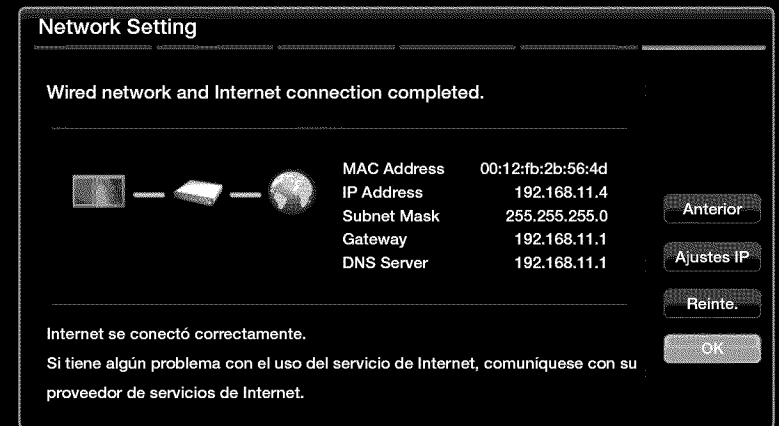 Network Setting
Wired network and Internet connection completed.
MAC Address 00:12:fb:2b:56:4d
IP Address 192.168.11.4
Subnet Mask 255.255.255.0
Gateway 192.168.11.1
DNS Server 192.168.11.1
Anterior
Ajustes IP
Reinte.
OK
Internet se conectó correctamente.
Si tiene algún problema con el uso del servicio de Internet, comuníquese con su
proveedor de servicios de Internet.